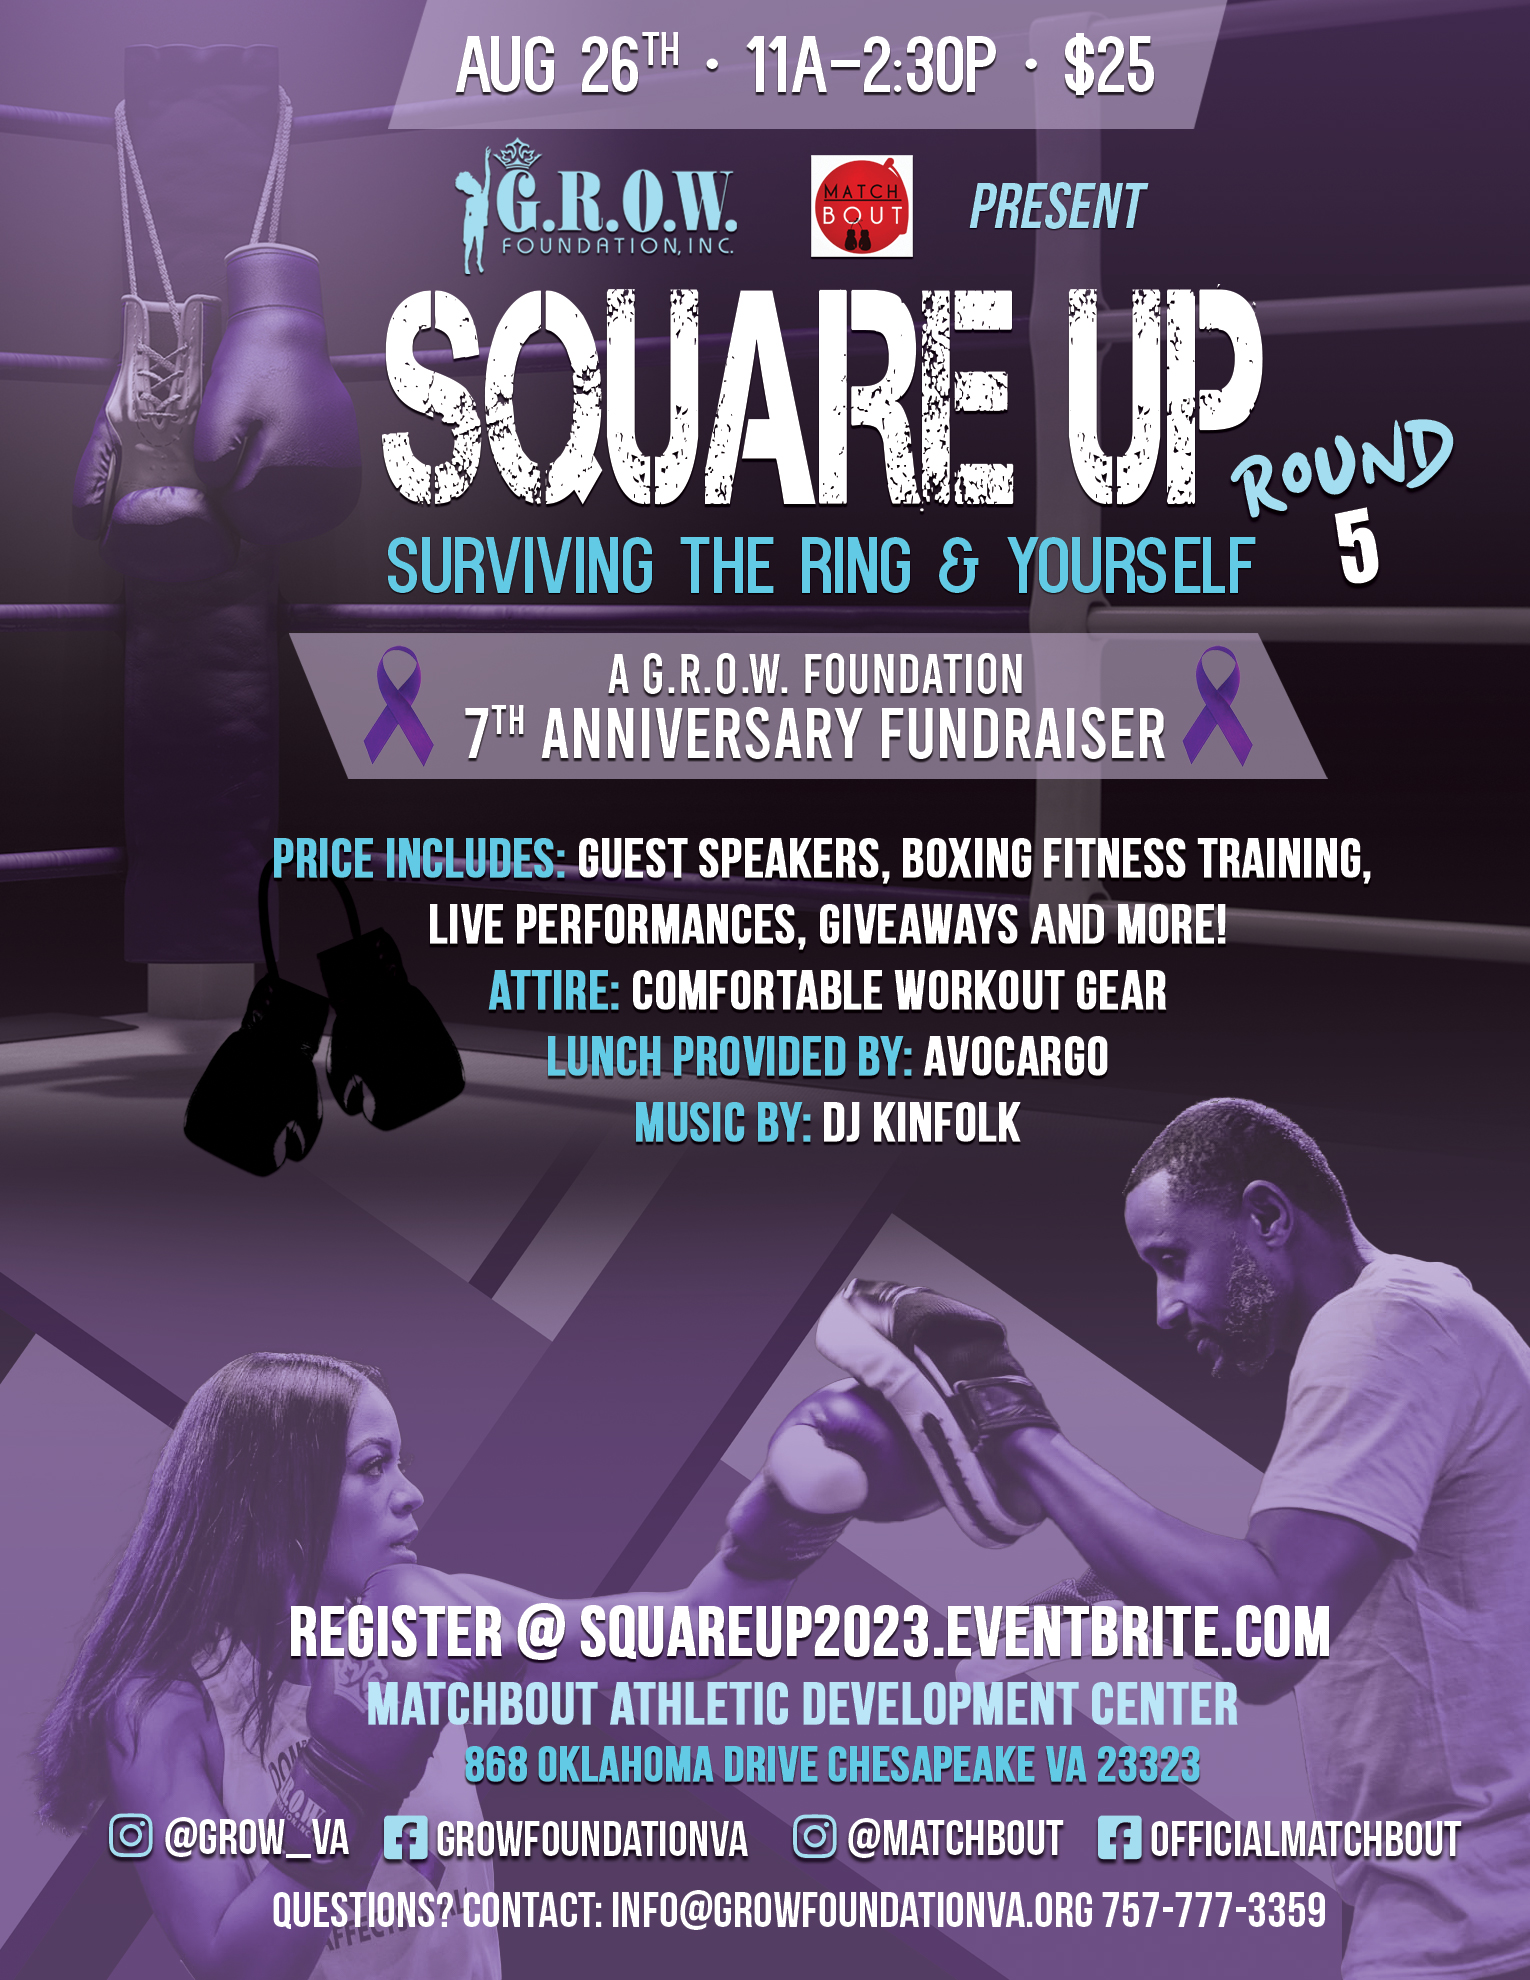 AUG 26TH • 11A-2:30P • $25
G.R.O.W.
FOUNDATION, INC.
MATCH
BOUT
PRESENT
SQUARE UP
ROUND
5
SURVIVING THE RING & YOURSELF
A G.R.O.W. FOUNDATION
7TH ANNIVERSARY FUNDRAISER
PRICE INCLUDES: GUEST SPEAKERS, BOXING FITNESS TRAINING,
LIVE PERFORMANCES, GIVEAWAYS AND MORE!
ATTIRE: COMFORTABLE WORKOUT GEAR
LUNCH PROVIDED BY: AVOCARGO
MUSIC BY: DJ KINFOLK
REGISTER @ SQUAREUP2023.EVENTBRITE.COM
MATCHBOUT ATHLETIC DEVELOPMENT CENTER
868 OKLAHOMA DRIVE CHESAPEAKE VA 23323
@GROW_VA GROWFOUNDATIONVA @MATCHBOUT OFFICIALMATCHBOUT
QUESTIONS? CONTACT: INFO@GROWFOUNDATIONVA.ORG 757-777-3359